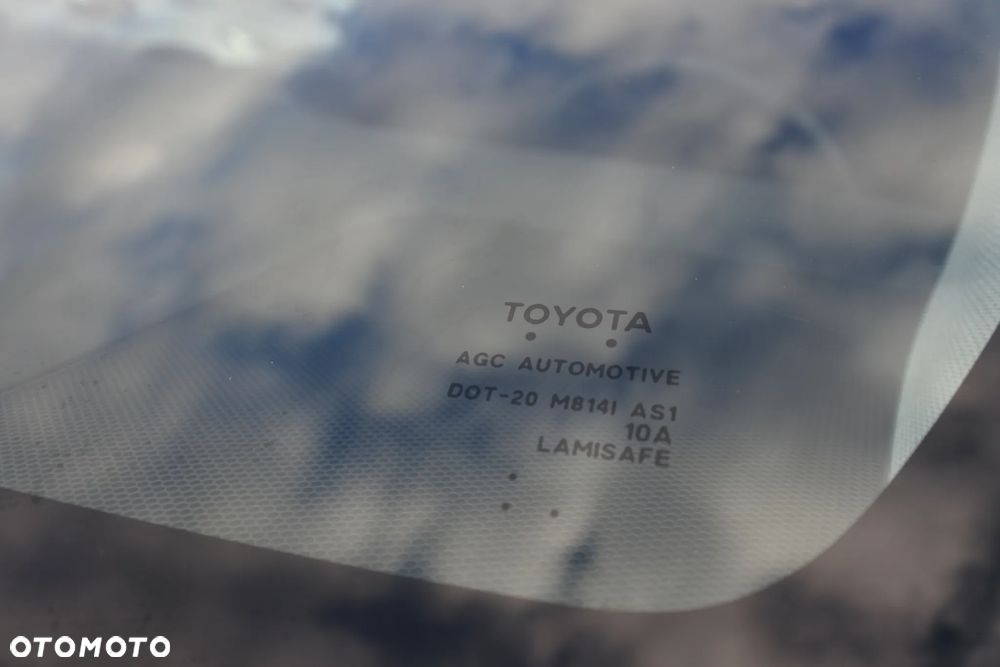 TOYOTA
AGC AUTOMOTIVE
DOT-20 M814I AS1
10A
LAMISAFE
OTOMOTO